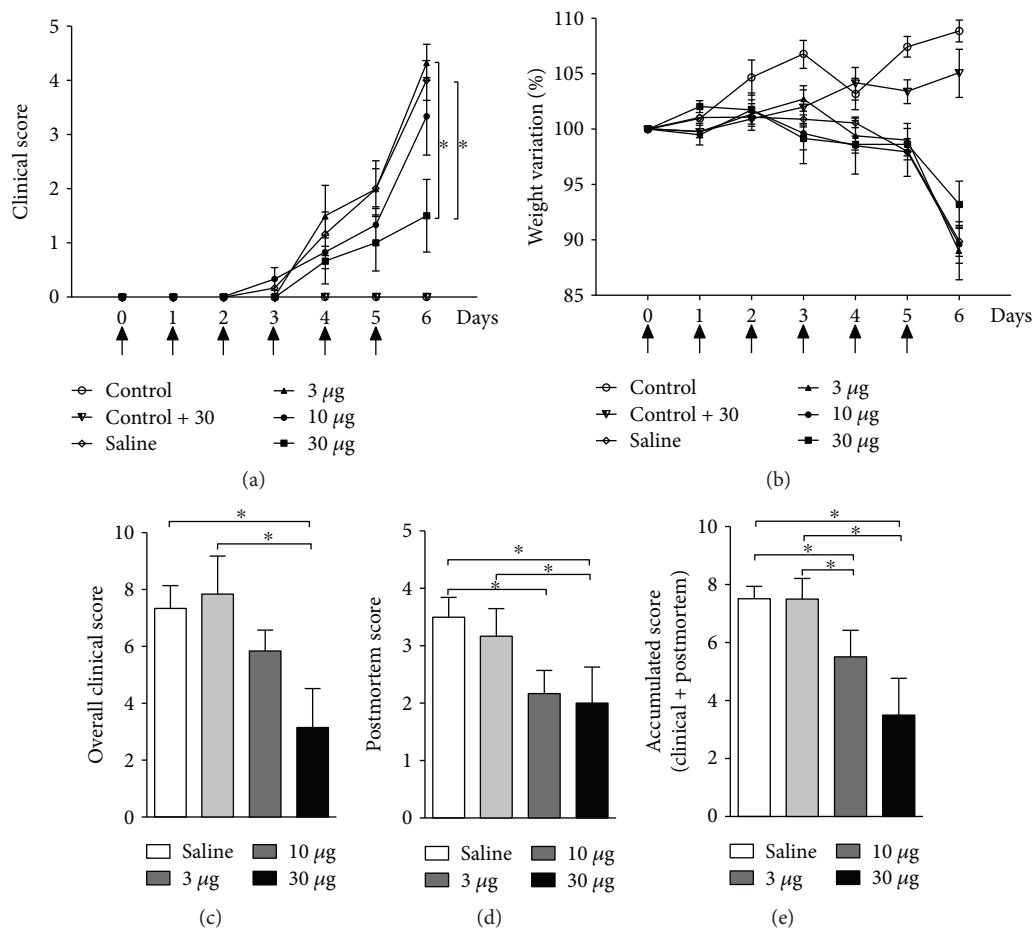 Clinical score
5
4
3
2
1
0
* *
0 1 2 3 4 5 6 Days
Control
Control + 30
Saline
3 μg
10 μg
30 μg
(a)
Weight variation (%)
110
105
100
95
90
85
0 1 2 3 4 5 6 Days
Control
Control + 30
Saline
3 μg
10 μg
30 μg
(b)
Overall clinical score
10
8
6
4
2
0
*
*
Saline
3 μg
10 μg
30 μg
(c)
Postmortem score
5
4
3
2
1
0
*
*
*
Saline
3 μg
10 μg
30 μg
(d)
Accumulated score
(clinical + postmortem)
10
8
6
4
2
0
*
*
*
*
Saline
3 μg
10 μg
30 μg
(e)